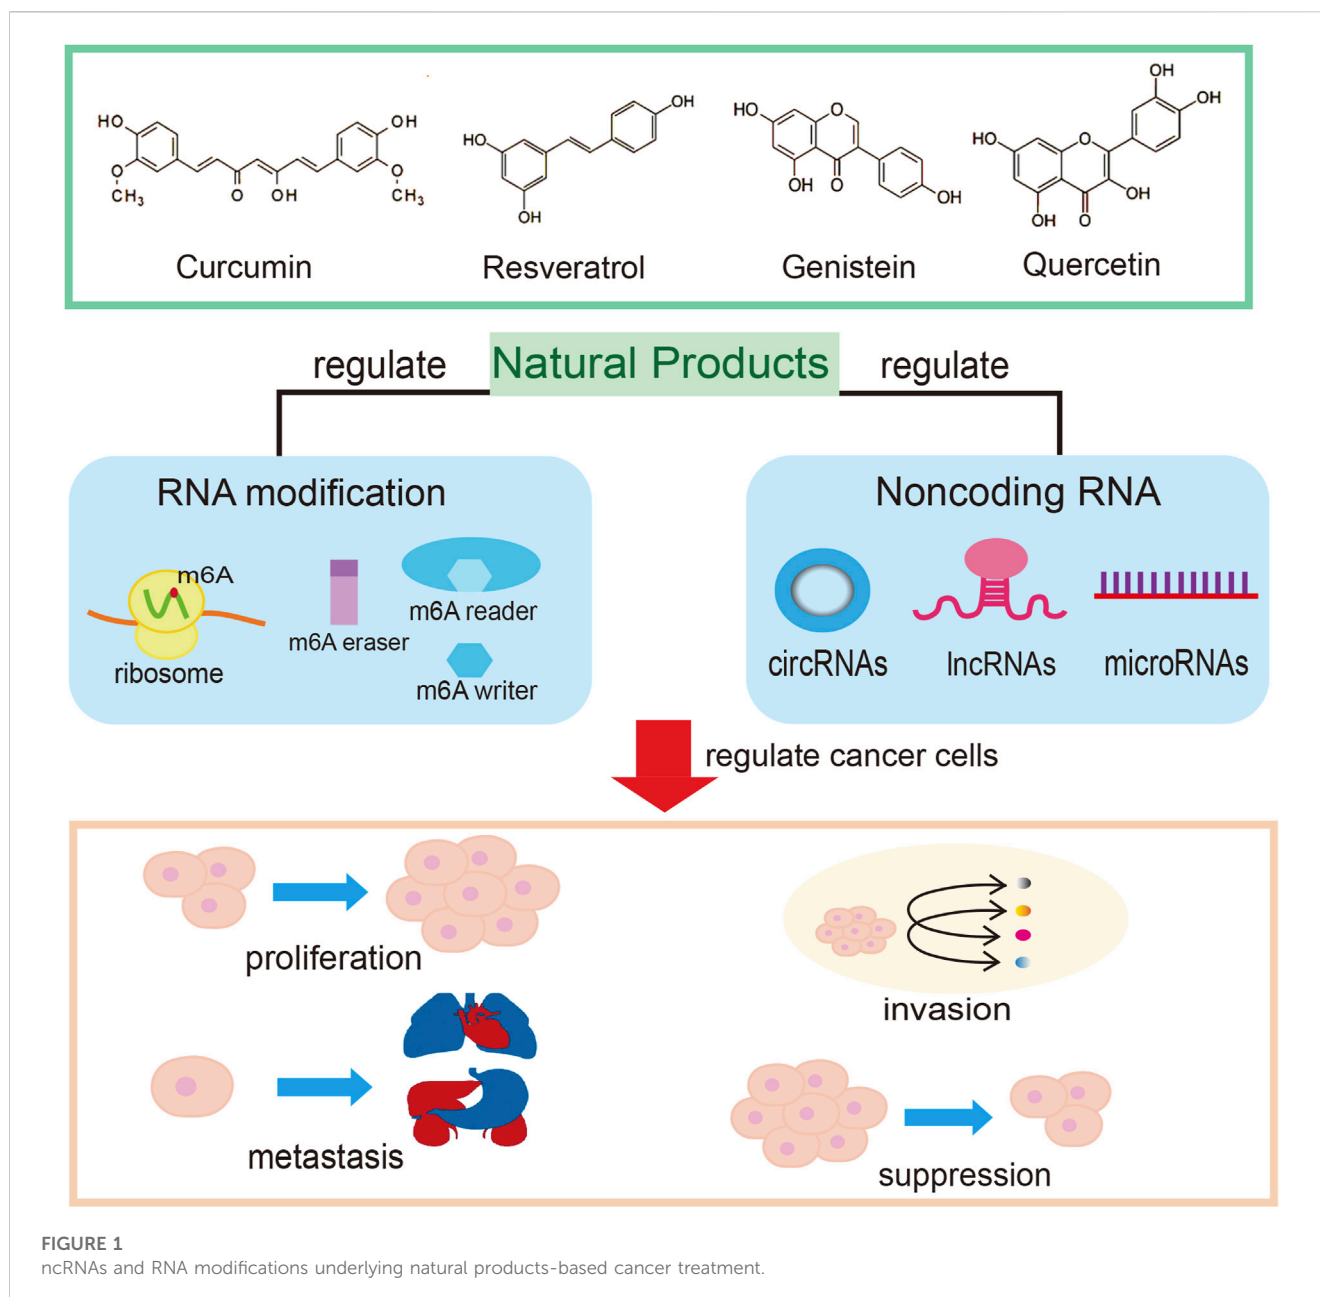 HO
O
CH3
O
OH
OH
O
CH3
HO
OH
OH
HO
O
OH
O
OH
HO
O
OH
OH
OH
O
OH
Curcumin
Resveratrol
Genistein
Quercetin
regulate
Natural Products
regulate
RNA modification
m6A
ribosome
m6A eraser
m6A reader
m6A writer
Noncoding RNA
circRNAs
lncRNAs
microRNAs
regulate cancer cells
proliferation
invasion
metastasis
suppression
FIGURE 1
ncRNAs and RNA modifications underlying natural products-based cancer treatment.